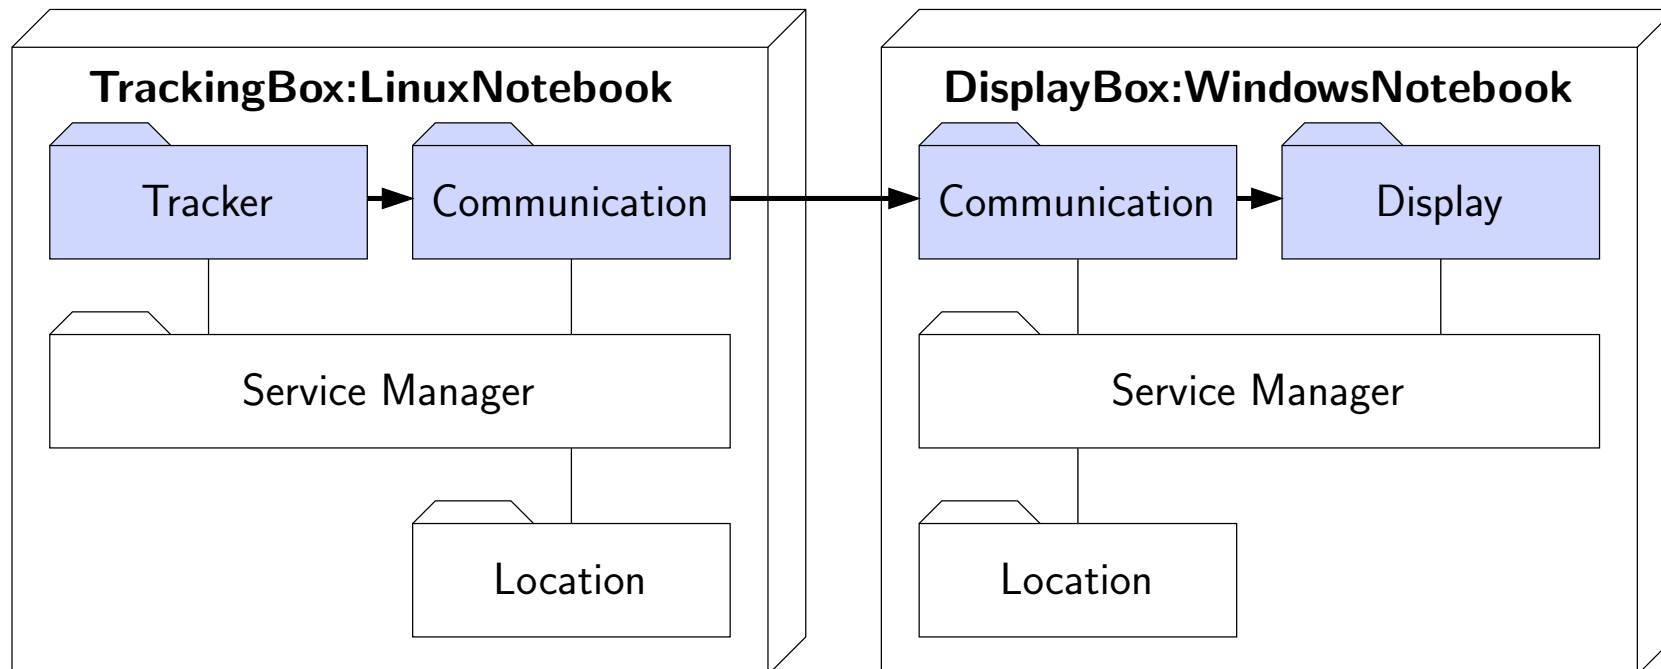 TrackingBox:LinuxNotebook
Tracker
Communication
Service Manager
Location
DisplayBox:WindowsNotebook
Communication
Display
Service Manager
Location